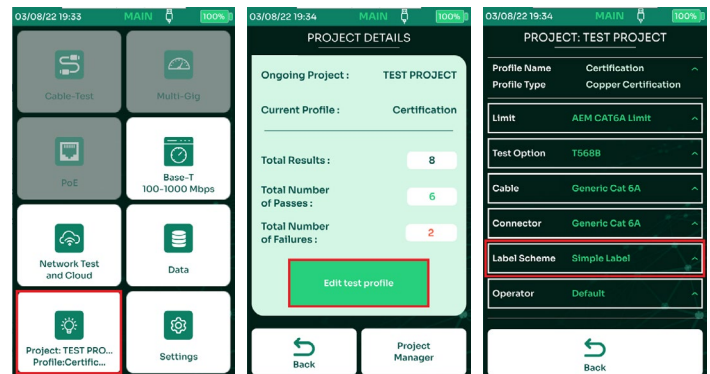 03/08/22 19:33 MAIN 100%
Cable-Test
Multi-Gig
PoE
Base-T
100-1000 Mbps
Network Test
and Cloud
Data
Project: TEST PRO...
Profile:Certific...
Settings
03/08/22 19:34 MAIN 100%
PROJECT DETAILS
Ongoing Project : TEST PROJECT
Current Profile : Certification
Total Results : 8
Total Number
of Passes : 6
Total Number
of Failures : 2
Edit test profile
Back
Project
Manager
03/08/22 19:34 MAIN 100%
PROJECT: TEST PROJECT
Profile Name Certification
Profile Type Copper Certification
Limit AEM CAT6A Limit
Test Option T568B
Cable Generic Cat 6A
Connector Generic Cat 6A
Label Scheme Simple Label
Operator Default
Back